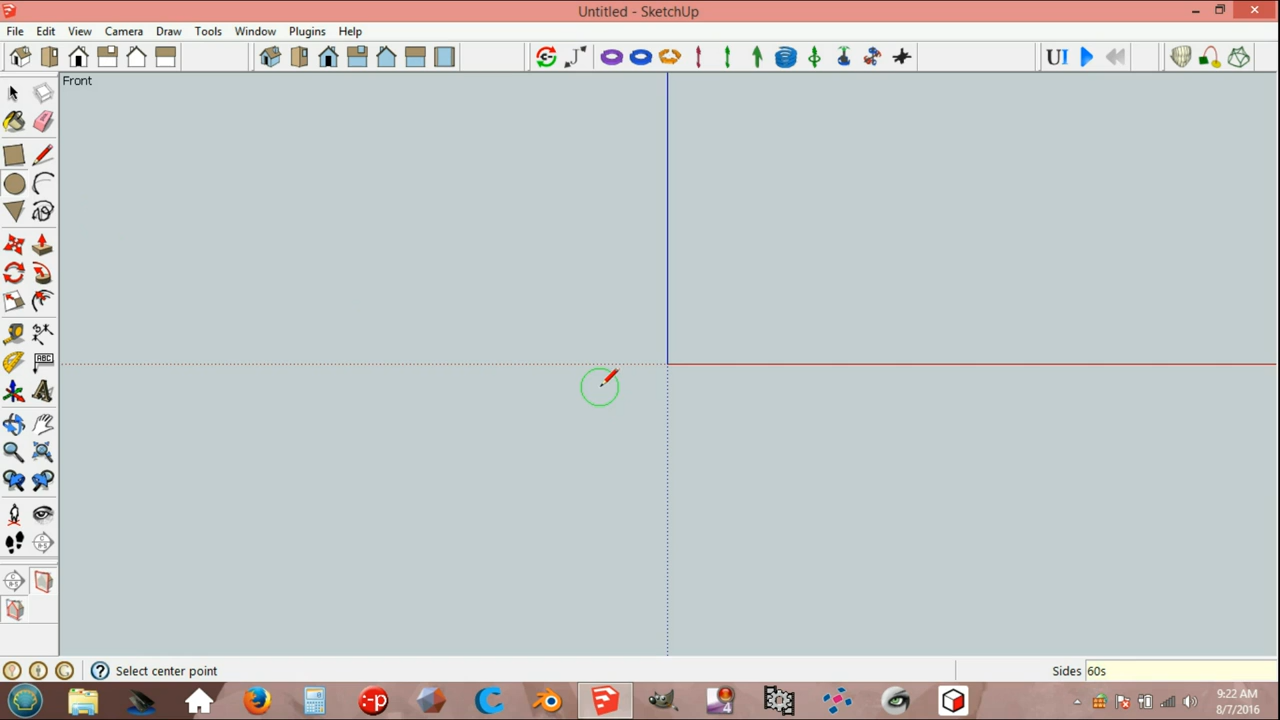 Untitled - SketchUp
File Edit View Camera Draw Tools Window Plugins Help
UI
Front
ABC
Select center point
Sides 60s
9:22 AM
8/7/2016